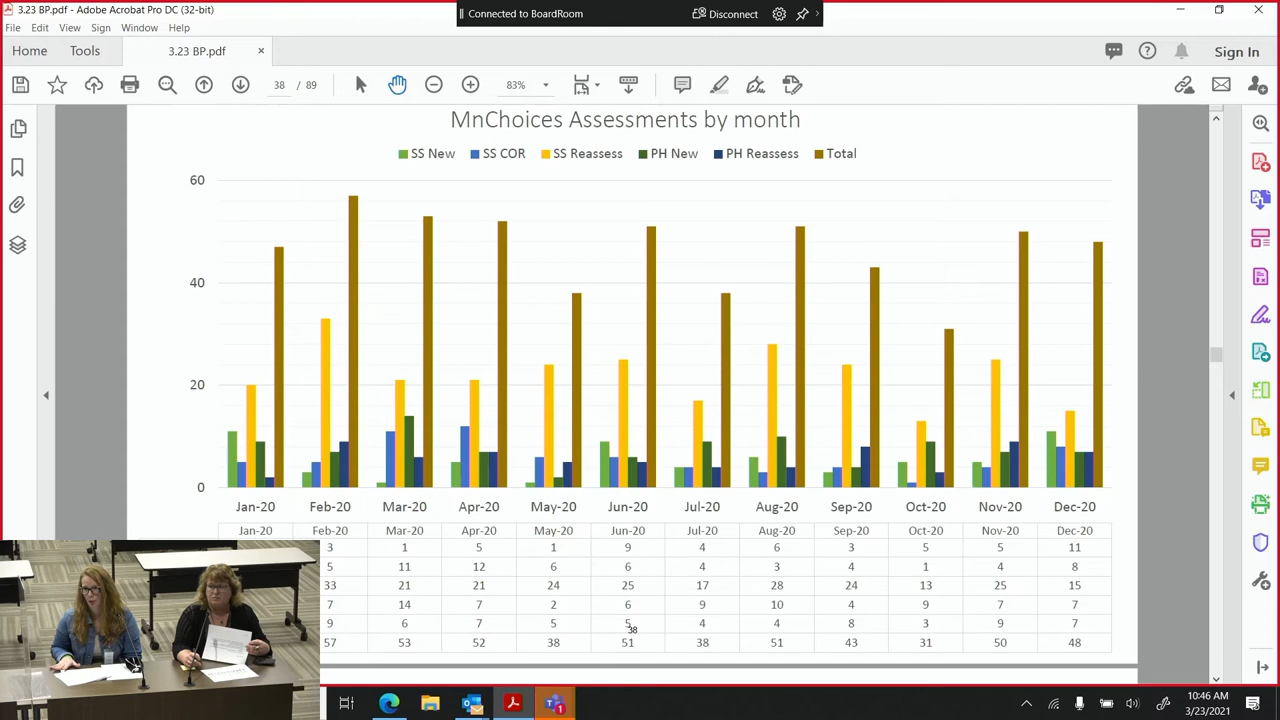 3.23 BP.pdf - Adobe Acrobat Pro DC (32-bit)
Connected to BoardRoom
Disconnect
File Edit View Sign Window Help
Home Tools 3.23 BP.pdf × Sign In
38 / 89 83%
MnChoices Assessments by month
SS New SS COR SS Reassess PH New PH Reassess Total
60
40
20
0
Jan-20 Feb-20 Mar-20 Apr-20 May-20 Jun-20 Jul-20 Aug-20 Sep-20 Oct-20 Nov-20 Dec-20
Jan-20 Feb-20 Mar-20 Apr-20 May-20 Jun-20 Jul-20 Aug-20 Sep-20 Oct-20 Nov-20 Dec-20
3 1 5 1 9 4 6 3 5 5 11
5 11 12 6 6 4 3 4 1 4 8
33 21 21 24 25 17 28 24 13 25 15
7 14 7 2 6 9 10 4 9 7 7
9 6 7 5 5 4 4 8 3 9 7
38
57 53 52 38 51 38 51 43 31 50 48
10:46 AM
3/23/2021